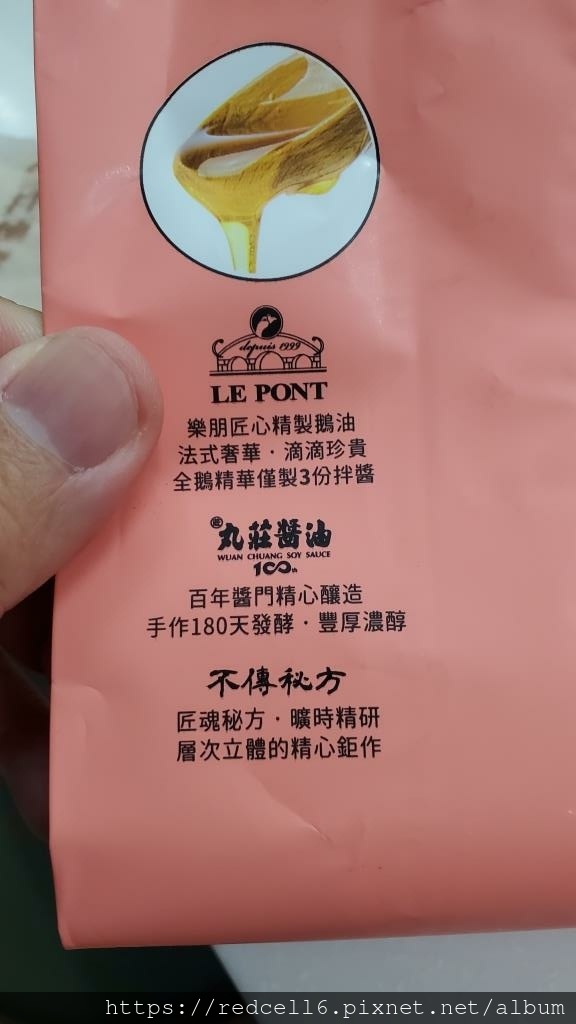 depuis 1999
LE PONT
樂朋匠心精製鵝油
法式奢華·滴滴珍貴
全鵝精華僅製3份拌醬
莊
丸莊醬油
WUAN CHUANG SOY SAUCE
100th
百年醬門精心釀造
手作180天發酵·豐厚濃醇
不傳秘方
匠魂秘方·曠時精研
層次立體的精心鉅作
https://redcell6.pixnet.net/album